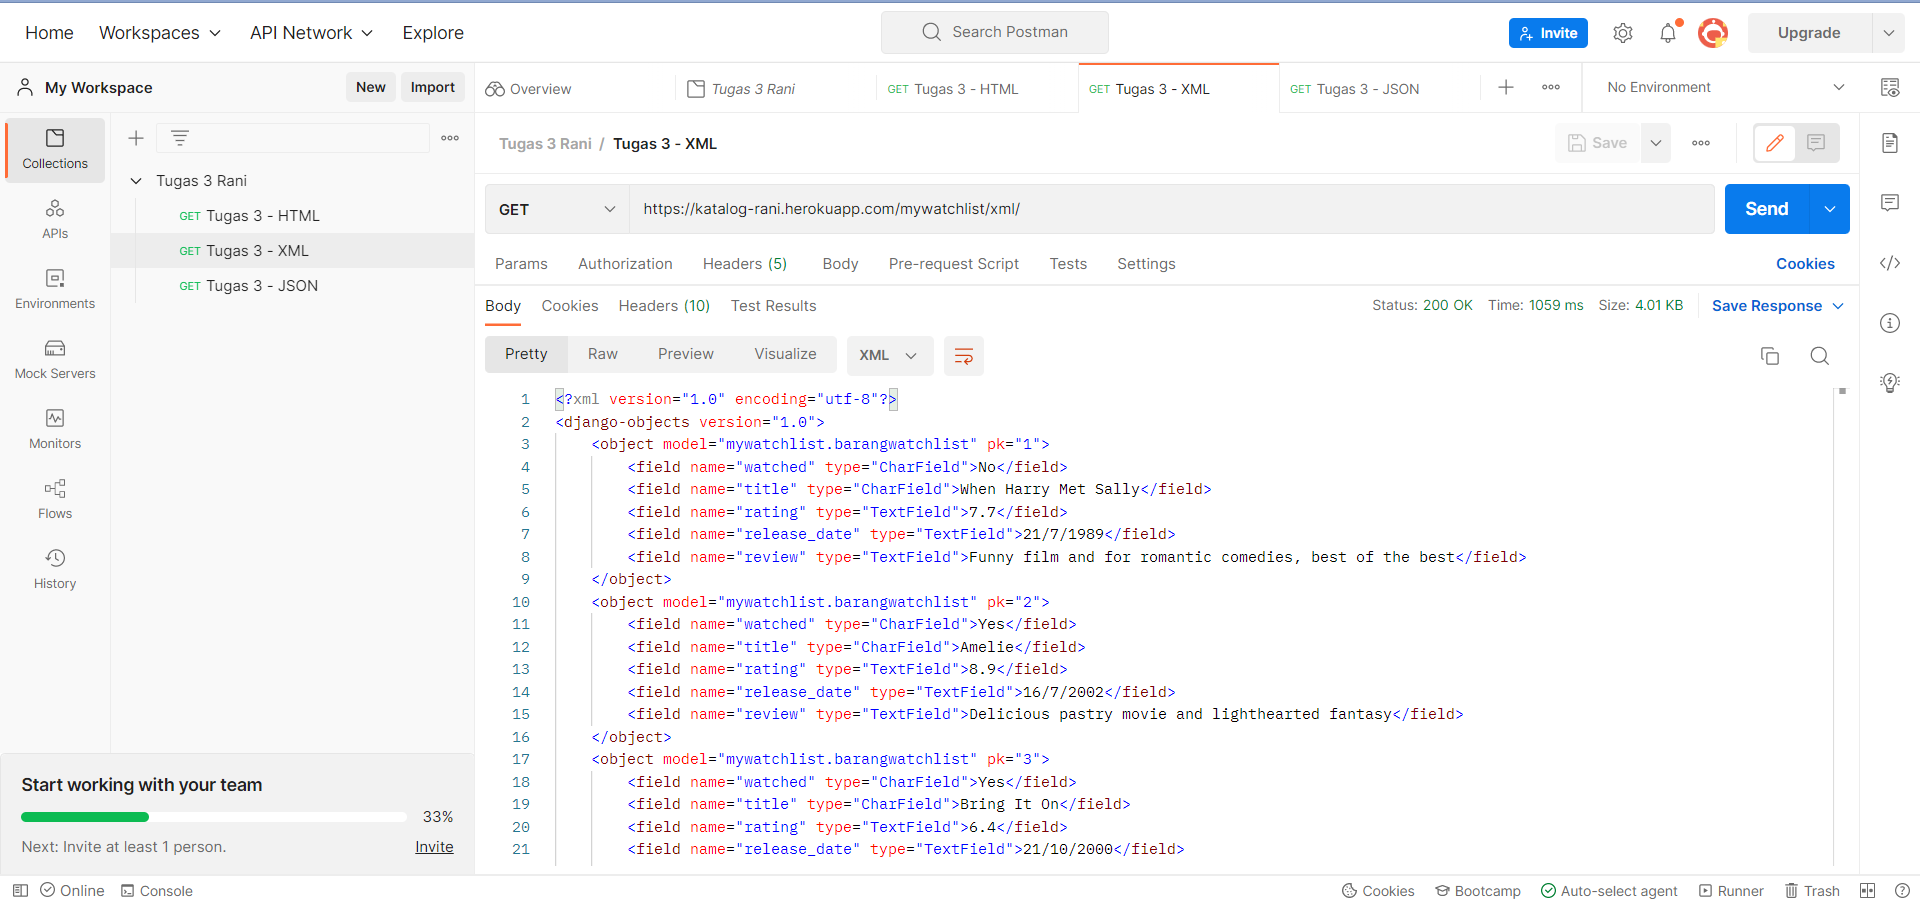 Home Workspaces API Network Explore Search Postman Invite Upgrade
My Workspace New Import Overview Tugas 3 Rani GET Tugas 3 - HTML GET Tugas 3 - XML GET Tugas 3 - JSON No Environment
Collections
APIs
Environments
Mock Servers
Monitors
Flows
History
Tugas 3 Rani
GET Tugas 3 - HTML
GET Tugas 3 - XML
GET Tugas 3 - JSON
Start working with your team
33%
Next: Invite at least 1 person. Invite
Tugas 3 Rani / Tugas 3 - XML Save
GET https://katalog-rani.herokuapp.com/mywatchlist/xml/ Send
Params Authorization Headers (5) Body Pre-request Script Tests Settings Cookies
Body Cookies Headers (10) Test Results Status: 200 OK Time: 1059 ms Size: 4.01 KB Save Response
Pretty Raw Preview Visualize XML
1 <?xml version="1.0" encoding="utf-8"?>
2 <django-objects version="1.0">
3 <object model="mywatchlist.barangwatchlist" pk="1">
4 <field name="watched" type="CharField">No</field>
5 <field name="title" type="CharField">When Harry Met Sally</field>
6 <field name="rating" type="TextField">7.7</field>
7 <field name="release_date" type="TextField">21/7/1989</field>
8 <field name="review" type="TextField">Funny film and for romantic comedies, best of the best</field>
9 </object>
10 <object model="mywatchlist.barangwatchlist" pk="2">
11 <field name="watched" type="CharField">Yes</field>
12 <field name="title" type="CharField">Amelie</field>
13 <field name="rating" type="TextField">8.9</field>
14 <field name="release_date" type="TextField">16/7/2002</field>
15 <field name="review" type="TextField">Delicious pastry movie and lighthearted fantasy</field>
16 </object>
17 <object model="mywatchlist.barangwatchlist" pk="3">
18 <field name="watched" type="CharField">Yes</field>
19 <field name="title" type="CharField">Bring It On</field>
20 <field name="rating" type="TextField">6.4</field>
21 <field name="release_date" type="TextField">21/10/2000</field>
Online Console Cookies Bootcamp Auto-select agent Runner Trash